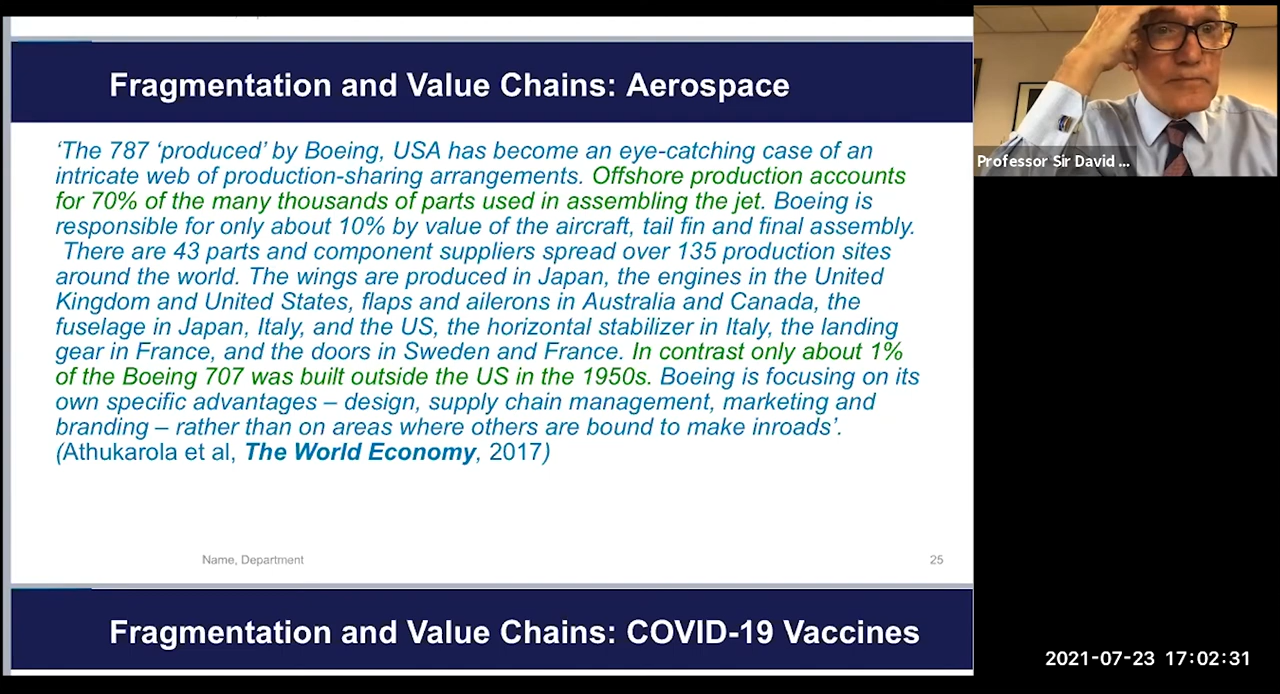 Fragmentation and Value Chains: Aerospace
‘The 787 ‘produced’ by Boeing, USA has become an eye-catching case of an
intricate web of production-sharing arrangements. Offshore production accounts
for 70% of the many thousands of parts used in assembling the jet. Boeing is
responsible for only about 10% by value of the aircraft, tail fin and final assembly.
There are 43 parts and component suppliers spread over 135 production sites
around the world. The wings are produced in Japan, the engines in the United
Kingdom and United States, flaps and ailerons in Australia and Canada, the
fuselage in Japan, Italy, and the US, the horizontal stabilizer in Italy, the landing
gear in France, and the doors in Sweden and France. In contrast only about 1%
of the Boeing 707 was built outside the US in the 1950s. Boeing is focusing on its
own specific advantages – design, supply chain management, marketing and
branding – rather than on areas where others are bound to make inroads’.
(Athukarola et al, The World Economy, 2017)
Name, Department
25
Fragmentation and Value Chains: COVID-19 Vaccines
Professor Sir David ...
2021-07-23 17:02:31